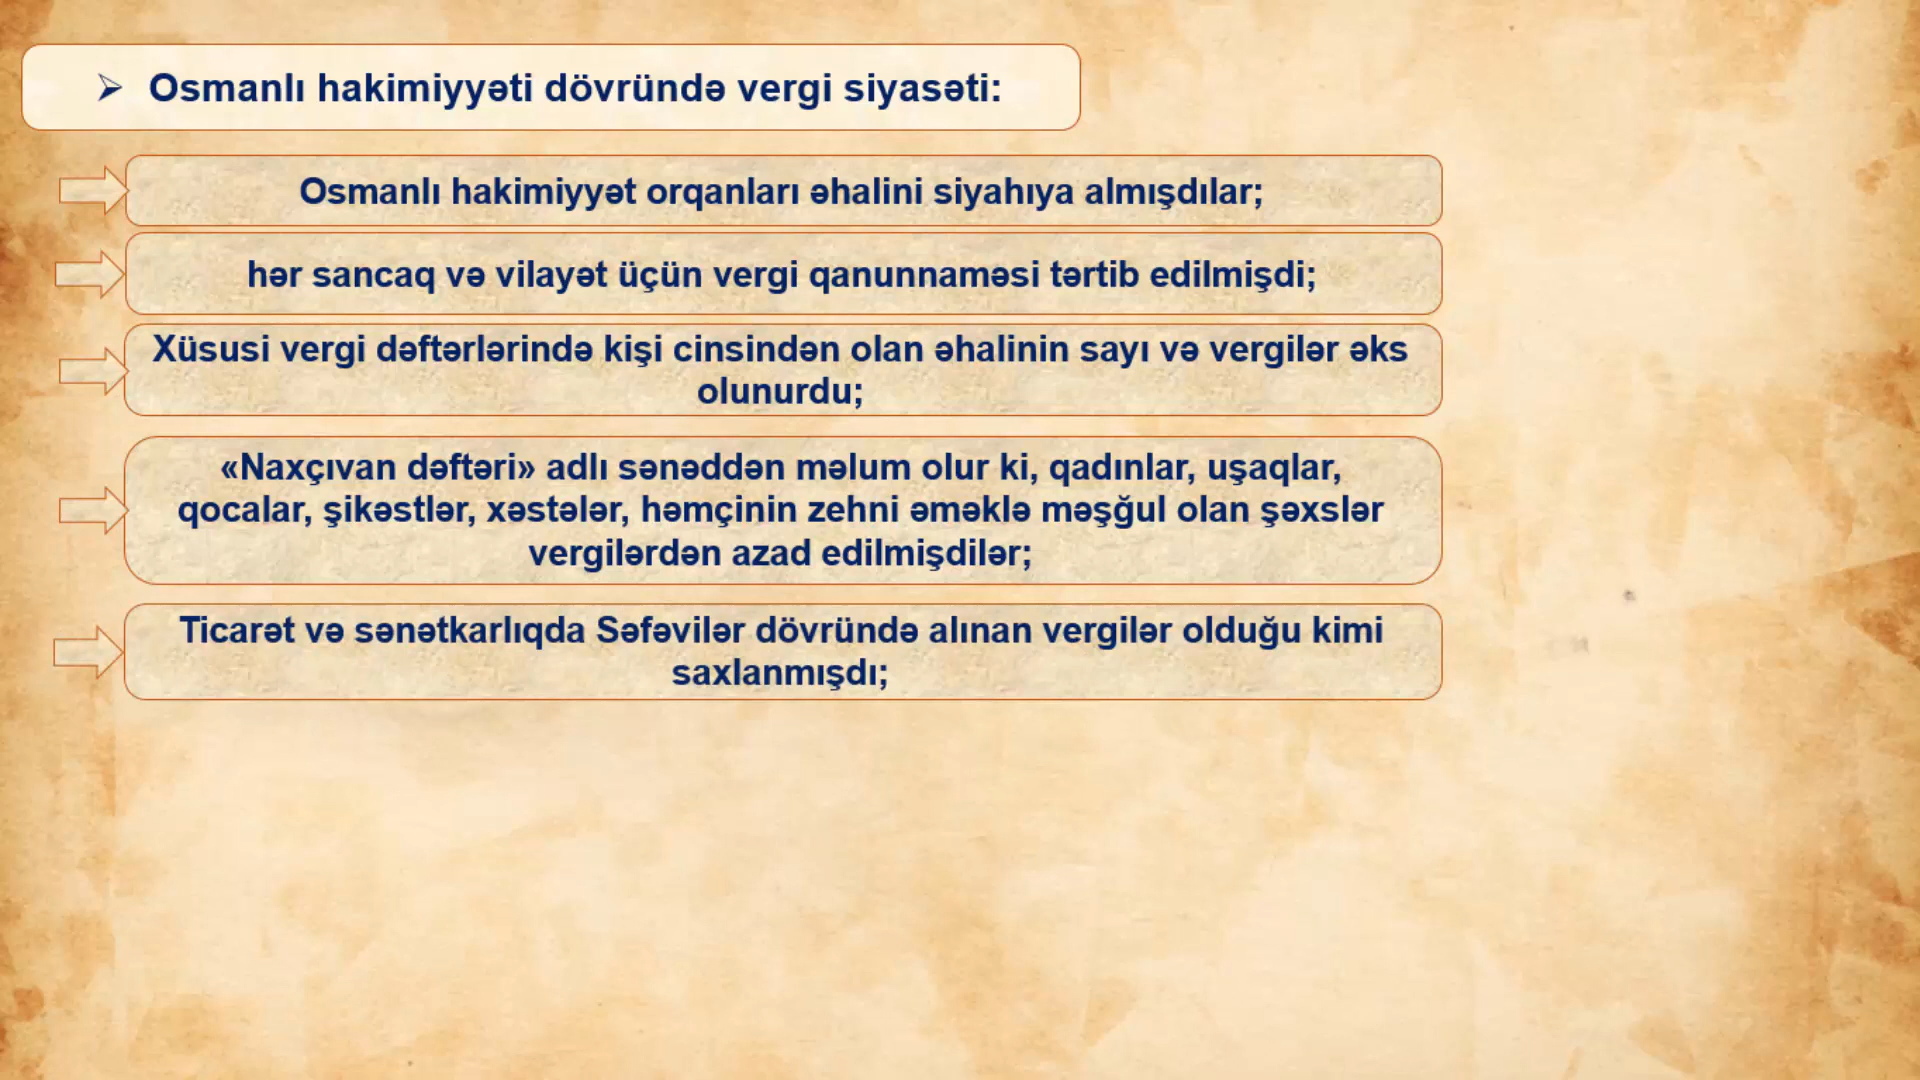 ➢ Osmanlı hakimiyyəti dövründə vergi siyasəti:
Osmanlı hakimiyyət orqanları əhalini siyahıya almışdılar;
hər sancaq və vilayət üçün vergi qanunnaməsi tərtib edilmişdi;
Xüsusi vergi dəftərlərində kişi cinsindən olan əhalinin sayı və vergilər əks
olunurdu;
«Naxçıvan dəftəri» adlı sənəddən məlum olur ki, qadınlar, uşaqlar,
qocalar, şikəstlər, xəstələr, həmçinin zehni əməklə məşğul olan şəxslər
vergilərdən azad edilmişdilər;
Ticarət və sənətkarlıqda Səfəvilər dövründə alınan vergilər olduğu kimi
saxlanmışdı;